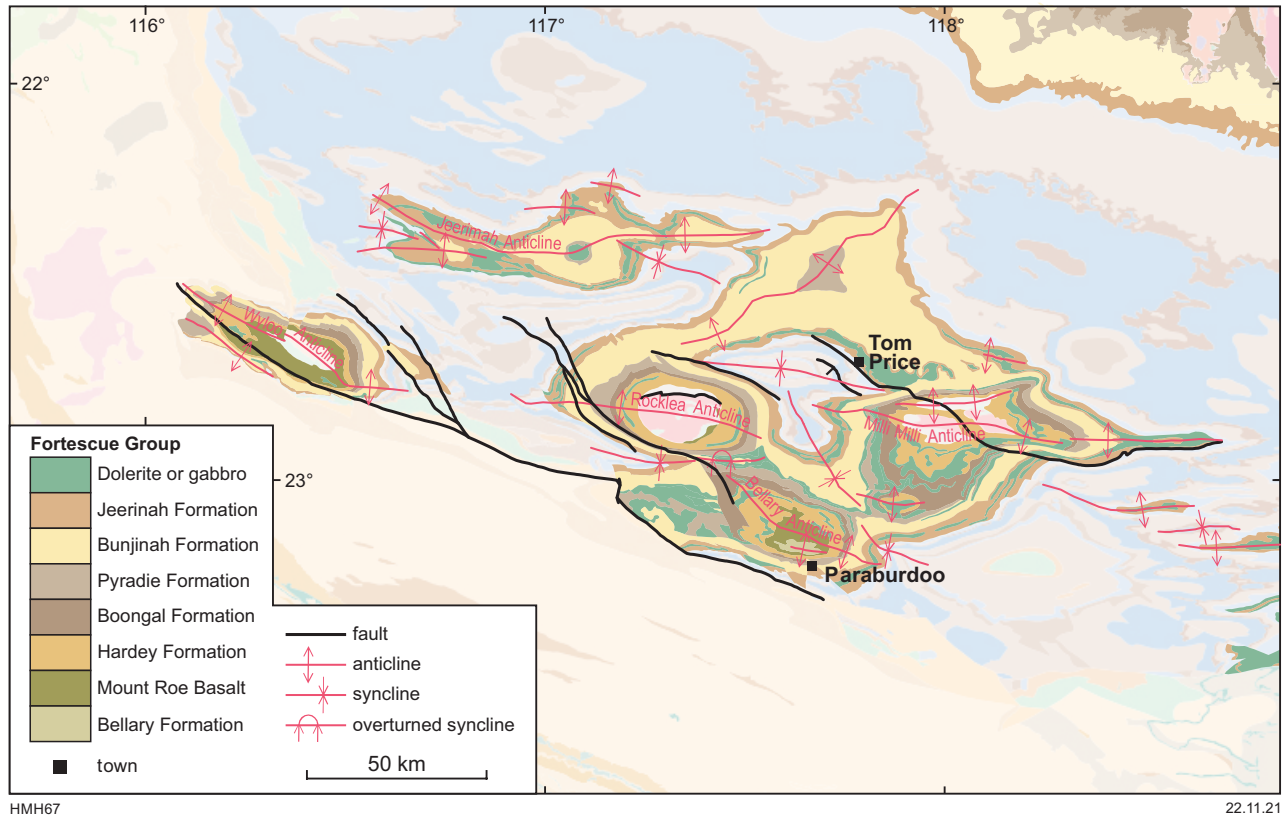 116°
117°
118°
22°
Jeerimah Anticline
Wyloo Anticline
Tom
Price
Rocklea Anticline
Milli Milli Anticline
23°
Bellary Anticline
Paraburdoo
Fortescue Group
Dolerite or gabbro
Jeerinah Formation
Bunjinah Formation
Pyradie Formation
Boongal Formation
Hardey Formation
Mount Roe Basalt
Bellary Formation
town
fault
anticline
syncline
overturned syncline
50 km
HMH67
22.11.21